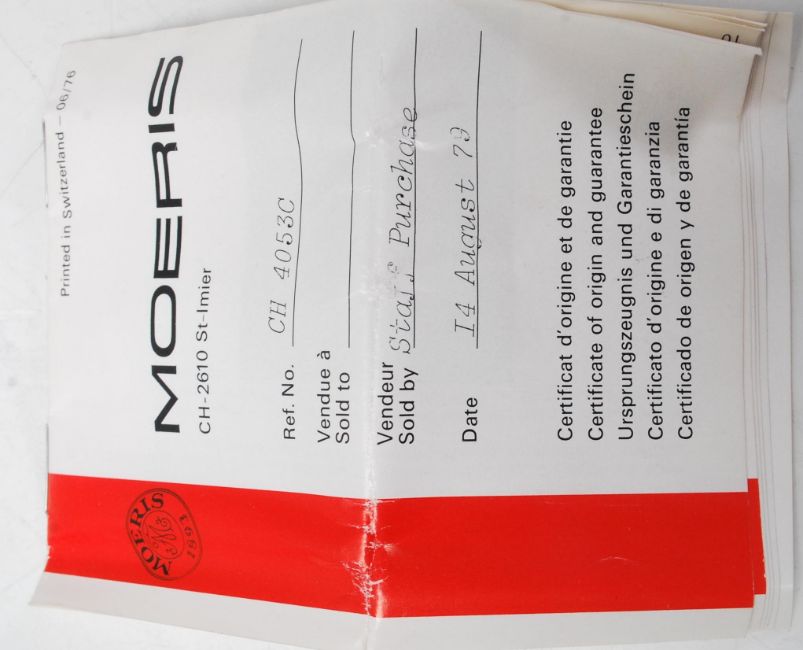 Printed in Switzerland – 06/76
MOERIS
CH-2610 St-Imier
MOERIS
M
1893
Ref. No. CH 4053C
Vendue à
Sold to
Vendeur
Sold by Staff Purchase
Date I4 August 79
Certificat d'origine et de garantie
Certificate of origin and guarantee
Ursprungszeugnis und Garantieschein
Certificato d'origine e di garanzia
Certificado de origen y de garantía